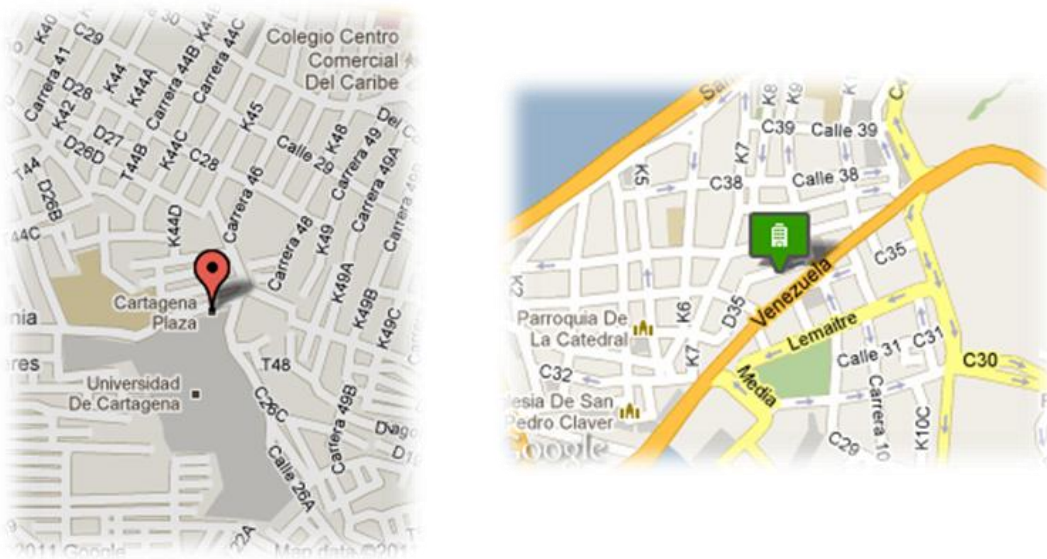 K40
C29
Carrera 41
K42
D28
K44
K44A
Carrera 44B
Carrera 44C
Colegio Centro
Comercial
Del Caribe
D27
D26D
T44B
K44C
C28
K45
Calle 29
K48
Carrera 49
Carrera 49A
T44
D26B
K44D
Carrera 46
Carrera 48
K49
K49A
K49B
K49C
Cartagena
Plaza
T48
Universidad
De Cartagena
C26C
Carrera 49B
Calle 26A
22A
2011 Google
Map data
K8
K9
C39
Calle 39
K5
K7
C38
Calle 38
K2
K6
D35
Venezuela
C35
Parroquia De
La Catedral
K7
Lemaitre
Calle 31
C31
C30
C32
Media
Carrera 10
K10C
C29
Pedro Claver
Google